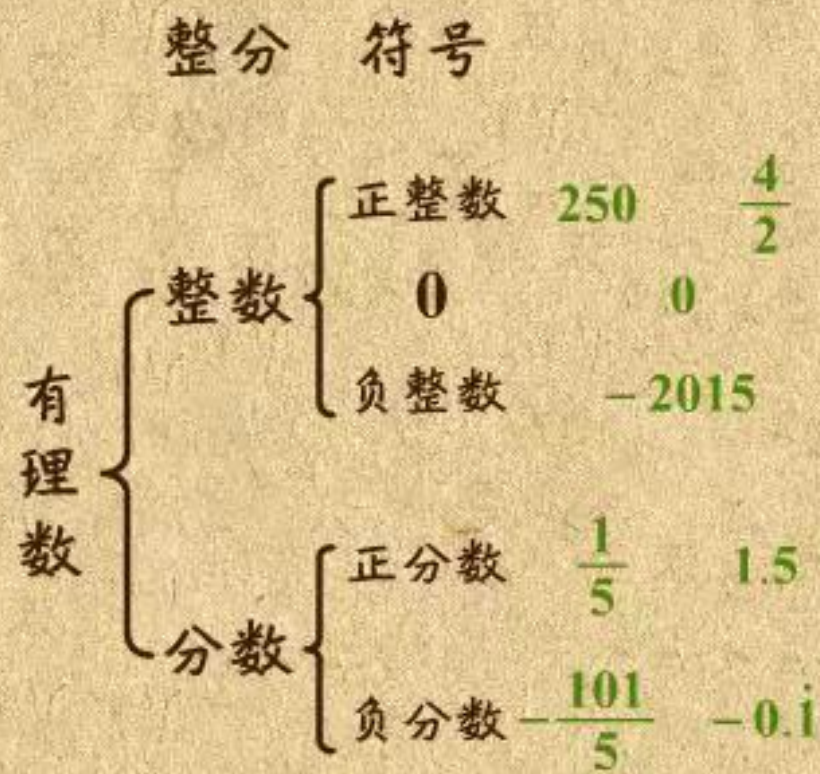 整分 符号
正整数 250 4/2
整数 0 0
负整数 -2015
有理数
正分数 1/5 1.5
分数
负分数 -101/5 -0.1̇